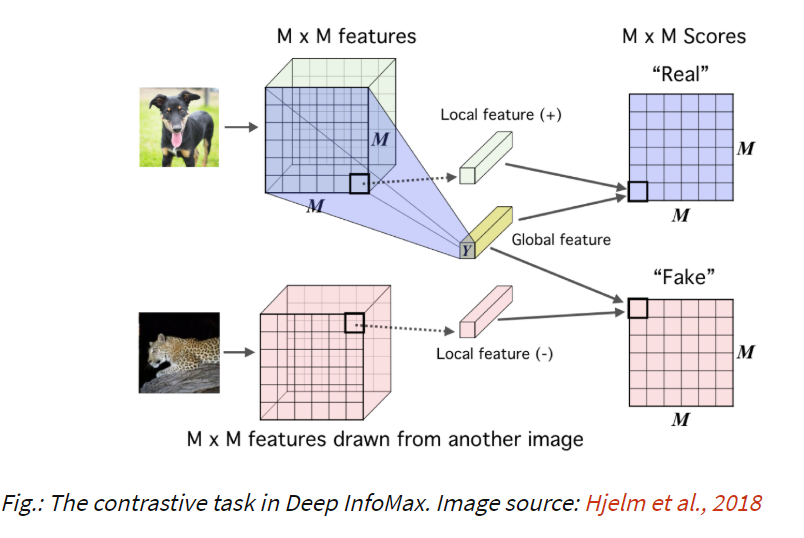 M x M features
M x M Scores
“Real”
Local feature (+)
M
M
M
M
Y
Global feature
“Fake”
Local feature (-)
M
M
M x M features drawn from another image
Fig.: The contrastive task in Deep InfoMax. Image source: Hjelm et al., 2018